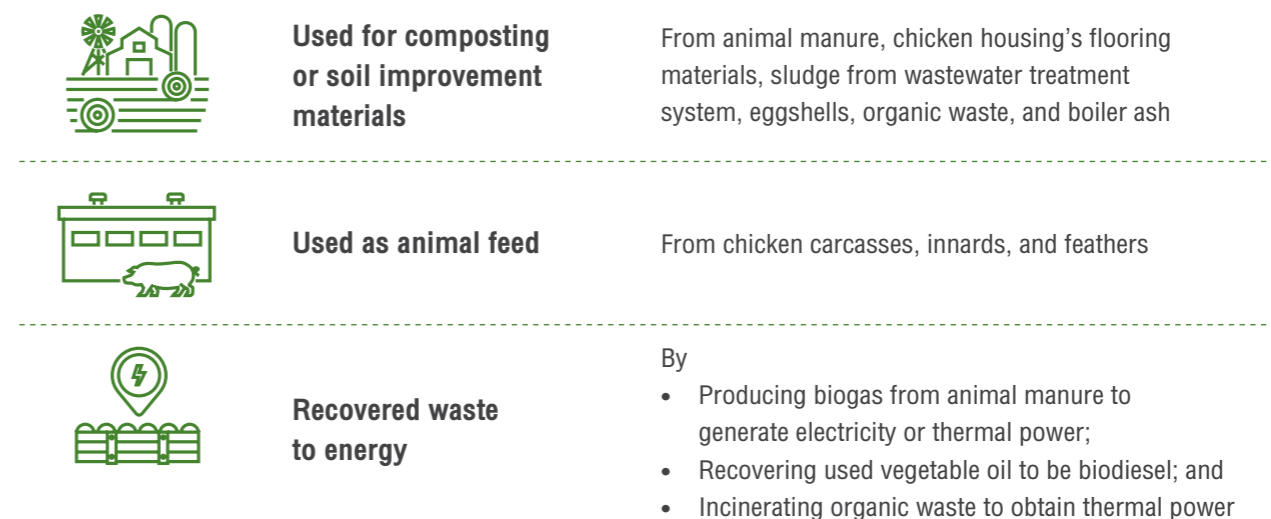 Used for composting
or soil improvement
materials
From animal manure, chicken housing’s flooring
materials, sludge from wastewater treatment
system, eggshells, organic waste, and boiler ash
Used as animal feed
From chicken carcasses, innards, and feathers
Recovered waste
to energy
By
• Producing biogas from animal manure to
generate electricity or thermal power;
• Recovering used vegetable oil to be biodiesel; and
• Incinerating organic waste to obtain thermal power